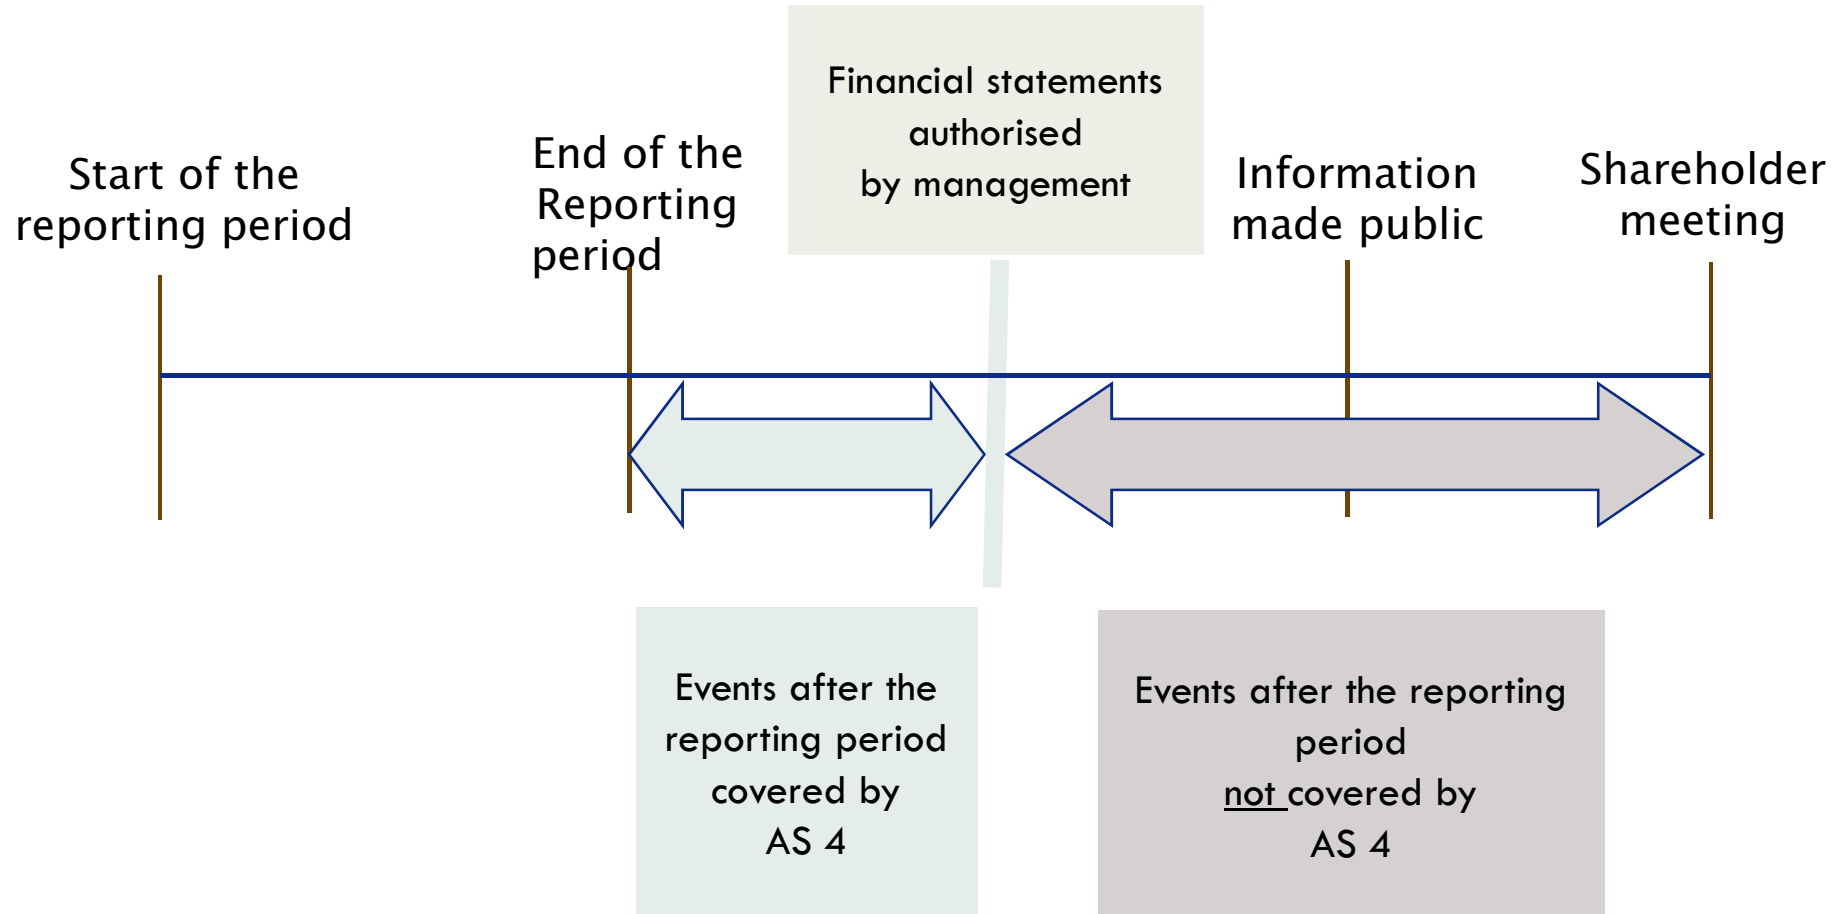 Start of the
reporting period
End of the
Reporting
period
Financial statements
authorised
by management
Information
made public
Shareholder
meeting
Events after the
reporting period
covered by
AS 4
Events after the reporting
period
not covered by
AS 4